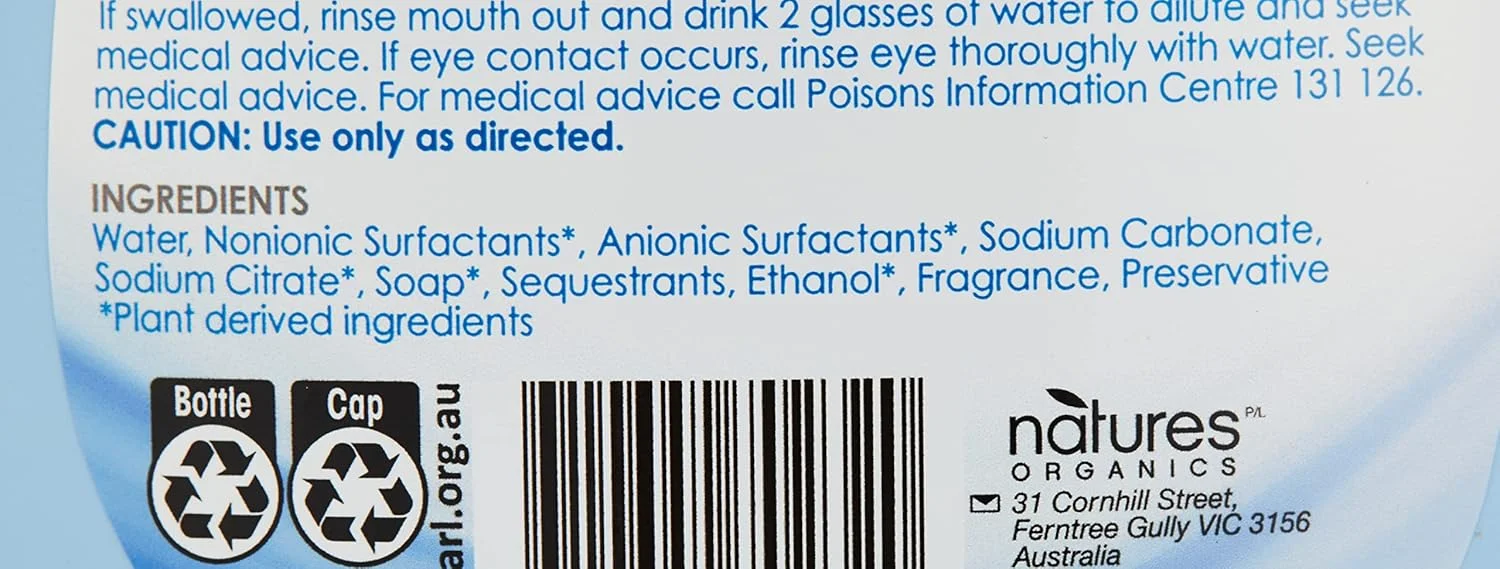 If swallowed, rinse mouth out and drink 2 glasses of water to dilute and seek
medical advice. If eye contact occurs, rinse eye thoroughly with water. Seek
medical advice. For medical advice call Poisons Information Centre 131 126.
CAUTION: Use only as directed.
INGREDIENTS
Water, Nonionic Surfactants*, Anionic Surfactants*, Sodium Carbonate,
Sodium Citrate*, Soap*, Sequestrants, Ethanol*, Fragrance, Preservative
*Plant derived ingredients
Bottle
Cap
arl.org.au
natures P/L
ORGANICS
31 Cornhill Street,
Ferntree Gully VIC 3156
Australia